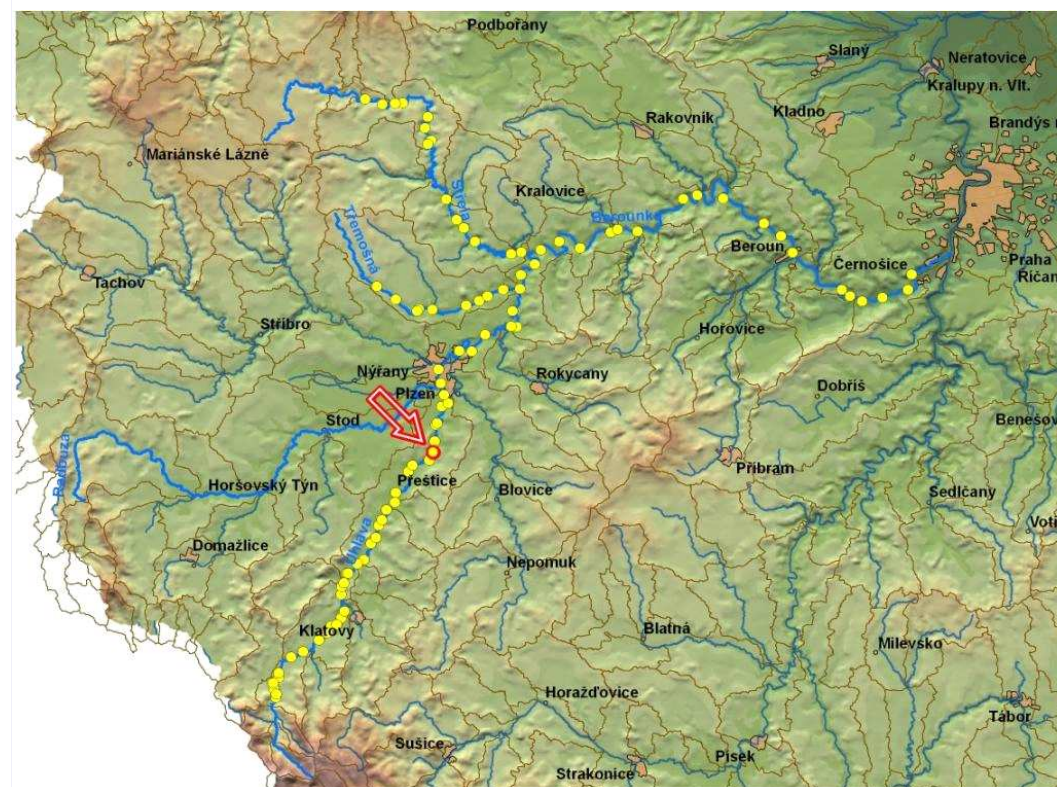 Podbořany
Slaný
Neratovice
Kralupy n. Vlt.
Kladno
Rakovník
Brandýs n
Mariánské Lázně
Kralovice
Střela
Berounka
Třemošná
Beroun
Černošice
Praha
Říčan
Tachov
Stříbro
Hořovice
Nýřany
Rokycany
Plzeň
Dobříš
Stod
Benešov
Radbuza
Horšovský Týn
Přeštice
Blovice
Příbram
Sedlčany
Voti
Úhlava
Domažlice
Nepomuk
Klatovy
Blatná
Milevsko
Horažďovice
Tábor
Sušice
Písek
Strakonice